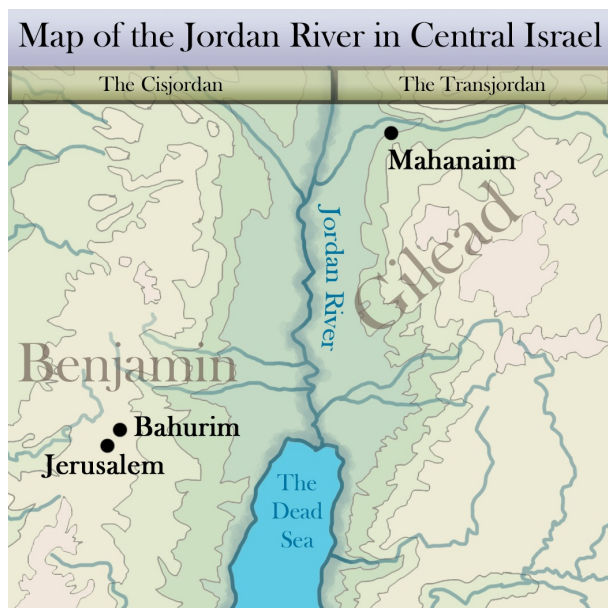 Map of the Jordan River in Central Israel
The Cisjordan
The Transjordan
Mahanaim
Gilead
Jordan River
Benjamin
Bahurim
Jerusalem
The
Dead
Sea